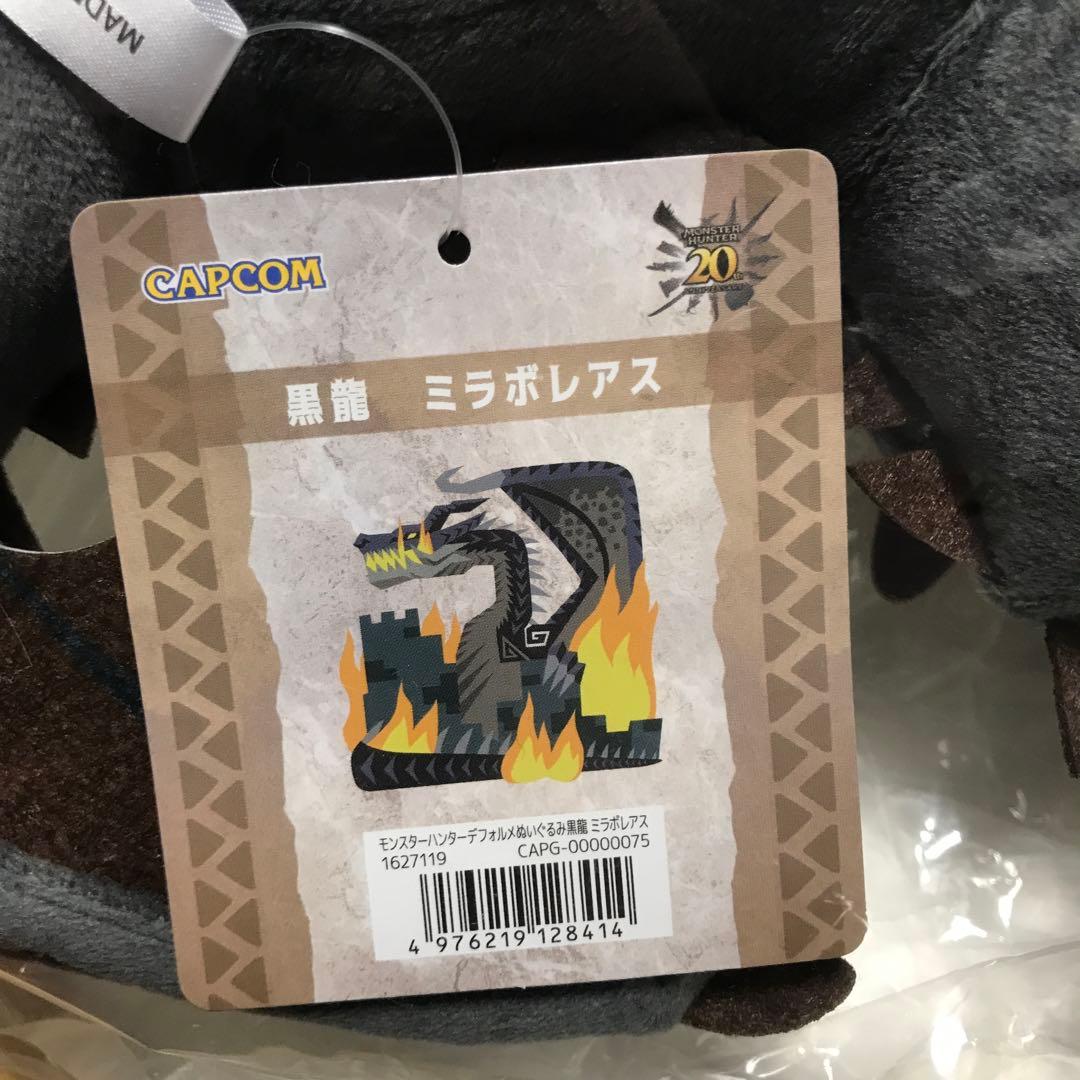 MADE
CAPCOM
MONSTER
HUNTER
20th
ANNIVERSARY
黒龍 ミラボレアス
モンスターハンターデフォルメぬいぐるみ黒龍 ミラボレアス
1627119 CAPG-00000075
4 976219 128414